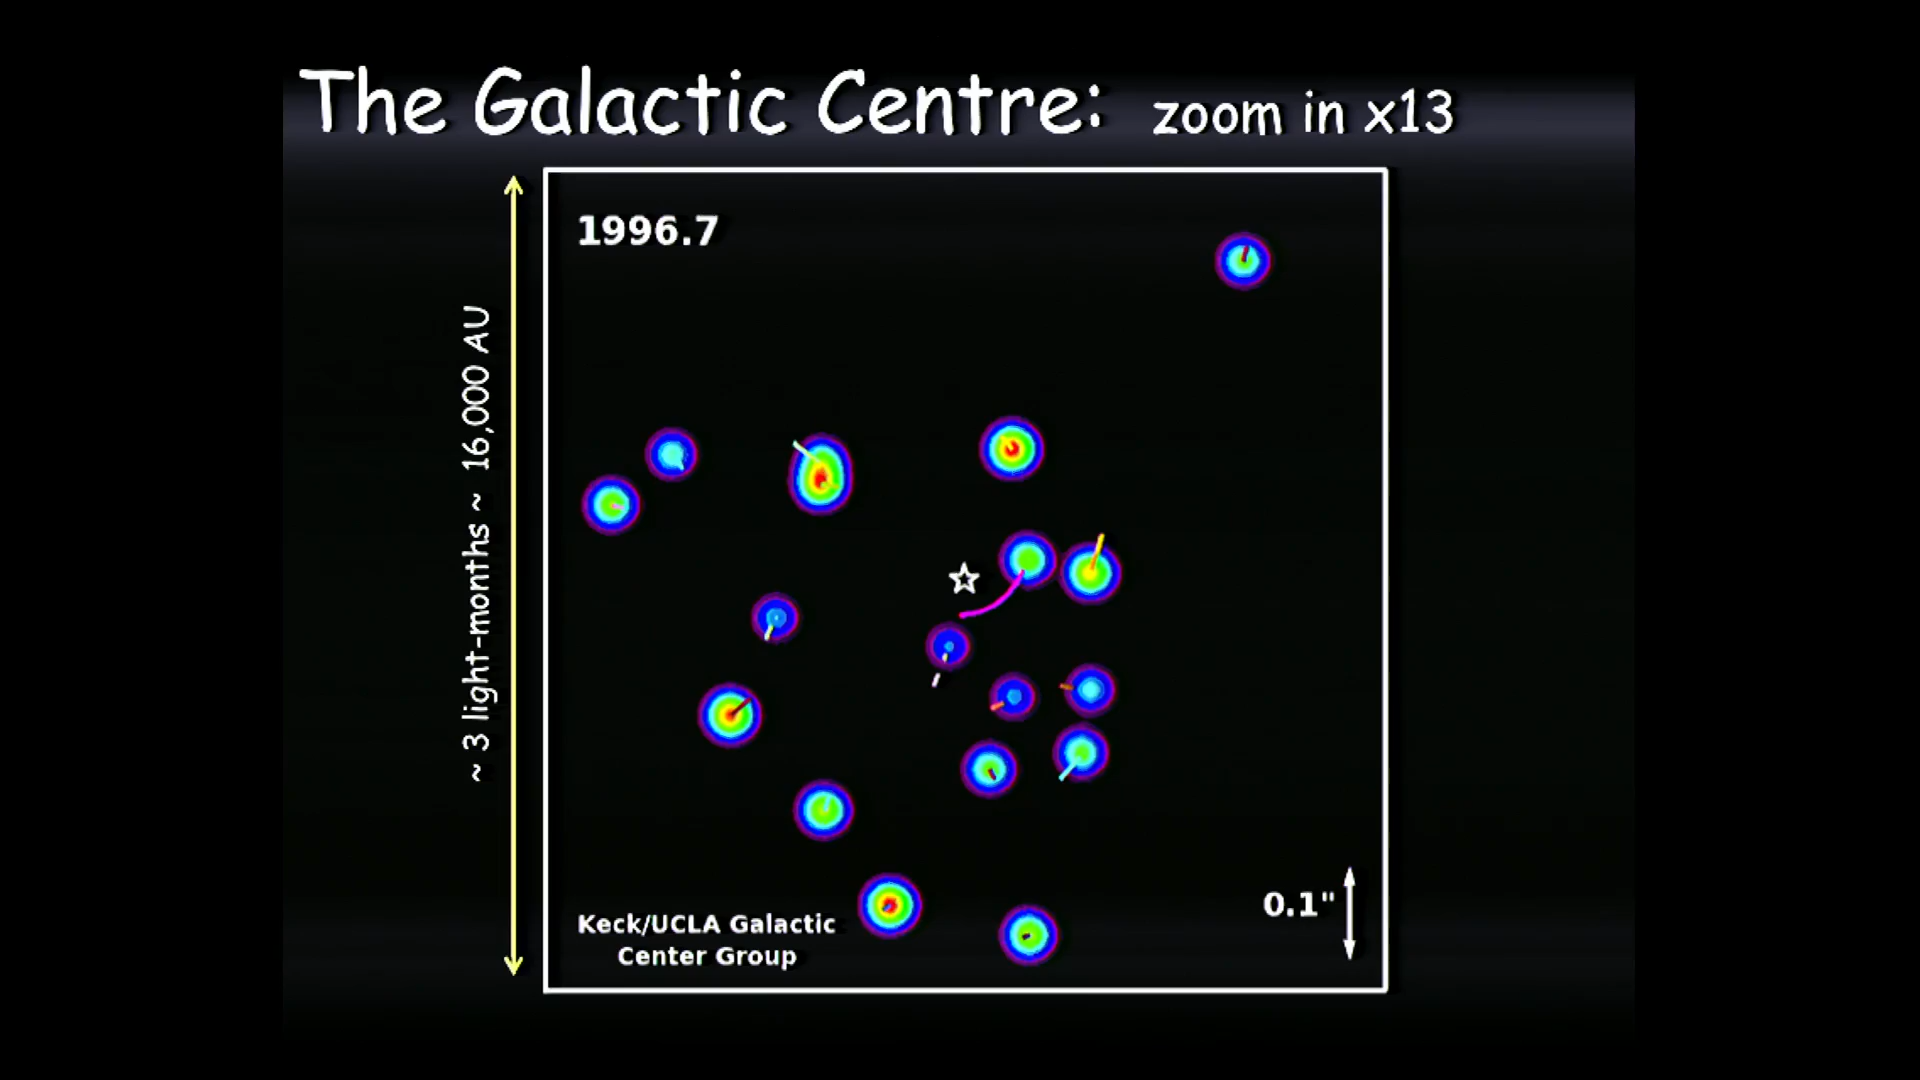 The Galactic Centre: zoom in x13
1996.7
~ 3 light-months ~ 16,000 AU
0.1"
Keck/UCLA Galactic
Center Group